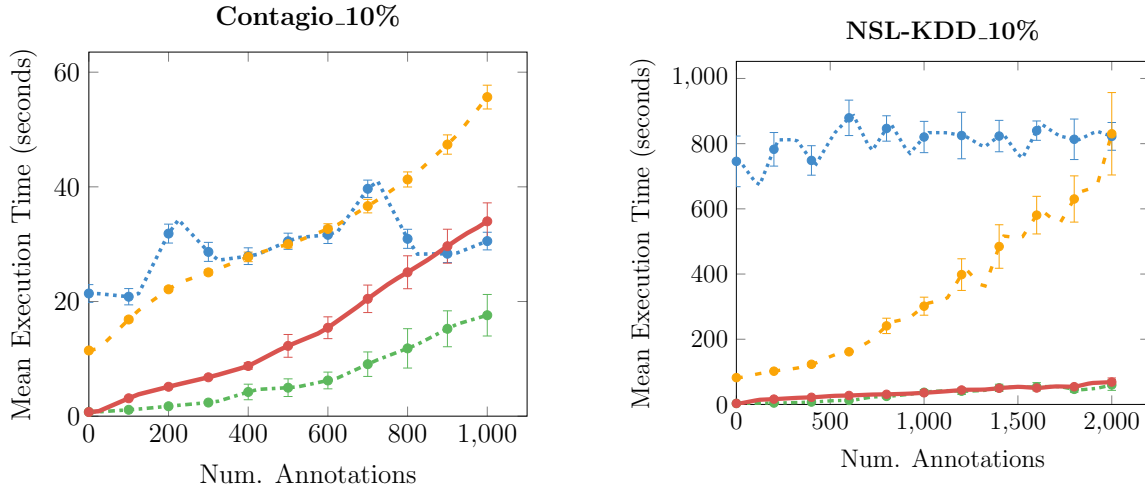 Contagio_10%
Mean Execution Time (seconds)
60
40
20
0
0 200 400 600 800 1,000
Num. Annotations
NSL-KDD_10%
Mean Execution Time (seconds)
1,000
800
600
400
200
0
0 500 1,000 1,500 2,000
Num. Annotations